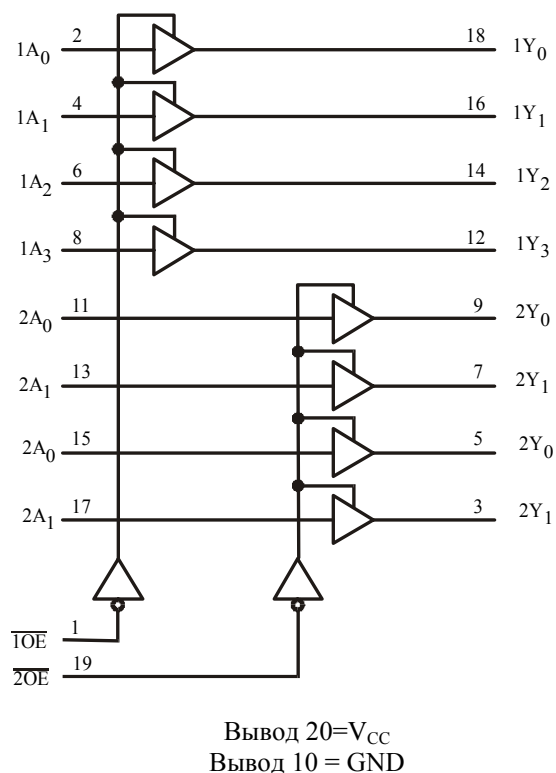 1A₀ 2 18 1Y₀
1A₁ 4 16 1Y₁
1A₂ 6 14 1Y₂
1A₃ 8 12 1Y₃
2A₀ 11 9 2Y₀
2A₁ 13 7 2Y₁
2A₀ 15 5 2Y₀
2A₁ 17 3 2Y₁
1OE 1
2OE 19
Вывод 20=V_CC
Вывод 10 = GND